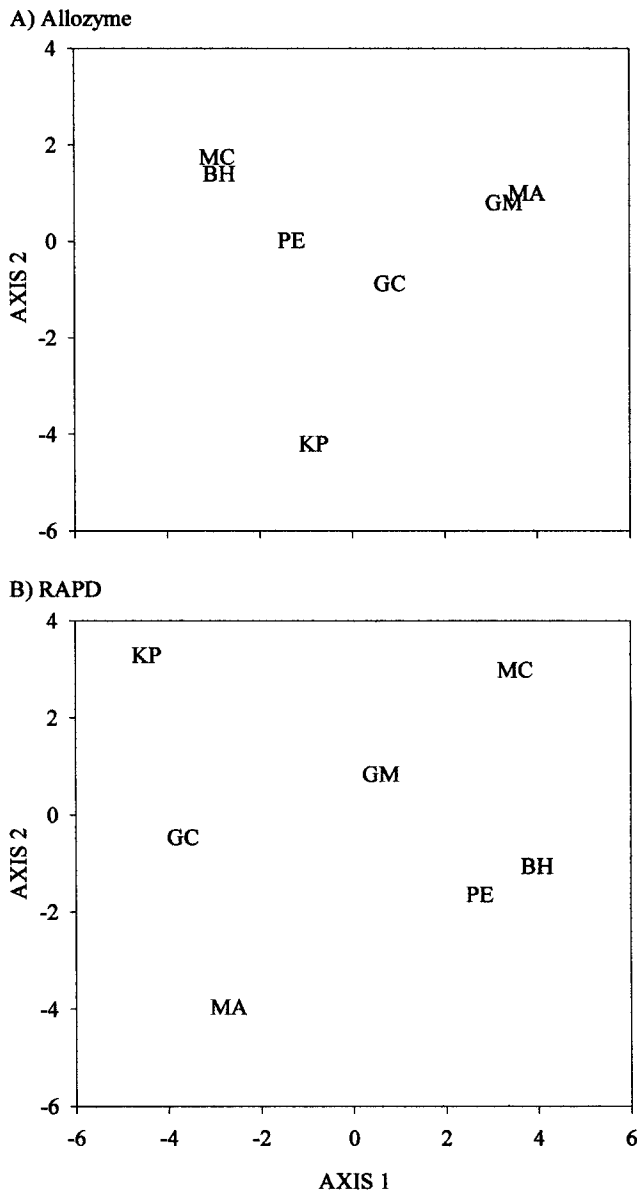 A) Allozyme
4
MC
2
BH
MA
GM
0
PE
GC
AXIS 2
-2
-4
KP
-6
B) RAPD
4
KP
MC
2
GM
0
GC
BH
AXIS 2
PE
-2
-4
MA
-6
-6 -4 -2 0 2 4 6
AXIS 1